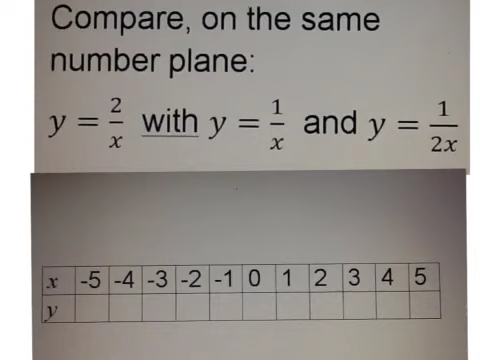 Compare, on the same
number plane:
y = 2/x with y = 1/x and y = 1/2x
x -5 -4 -3 -2 -1 0 1 2 3 4 5
y